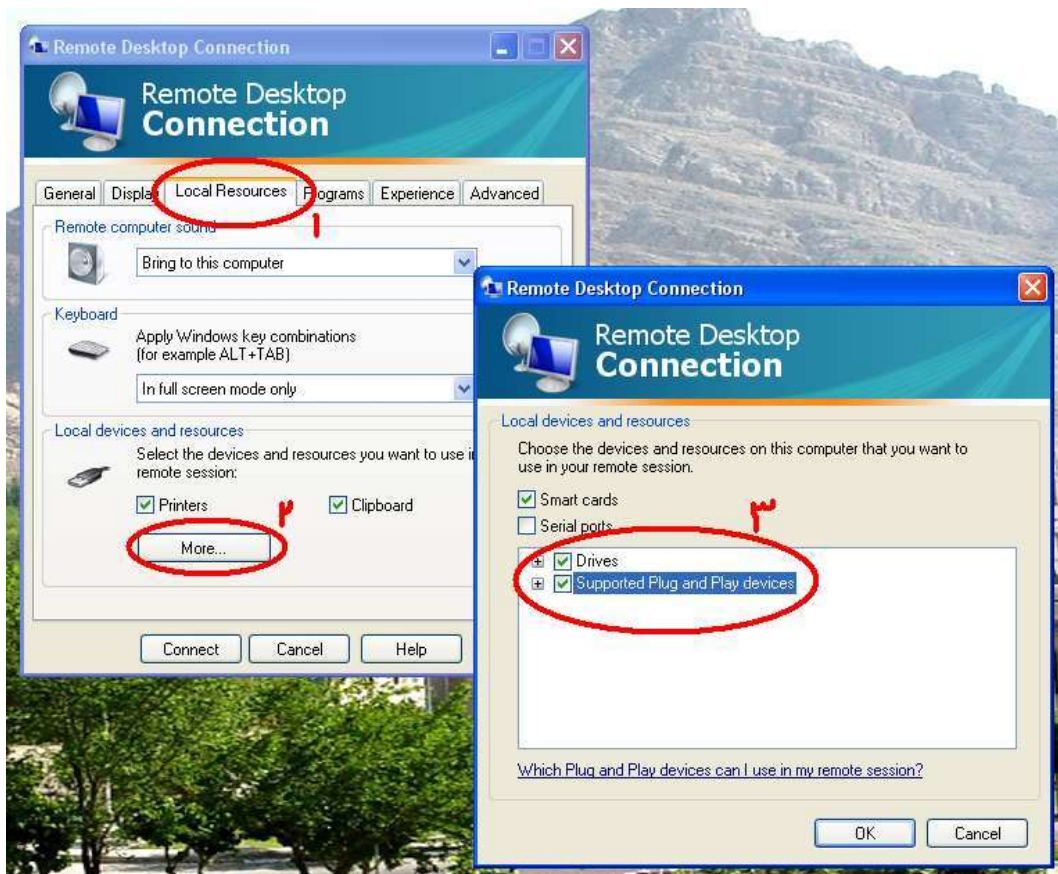 Remote Desktop Connection
Remote Desktop
Connection
General Display Local Resources Programs Experience Advanced
۱
Remote computer sound
Bring to this computer
Keyboard
Apply Windows key combinations
(for example ALT+TAB)
In full screen mode only
Local devices and resources
Select the devices and resources you want to use
remote session:
Printers Clipboard
۲
More...
Connect Cancel Help
Remote Desktop Connection
Remote Desktop
Connection
Local devices and resources
Choose the devices and resources on this computer that you want to
use in your remote session.
Smart cards
۳
Serial ports
Drives
Supported Plug and Play devices
Which Plug and Play devices can I use in my remote session?
OK Cancel